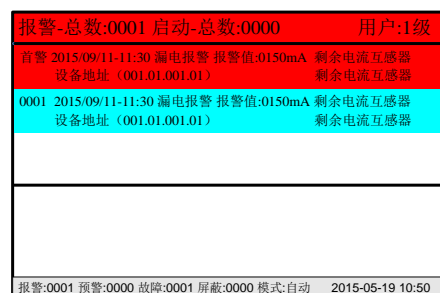 报警-总数:0001 启动-总数:0000 用户:1级
首警 2015/09/11-11:30 漏电报警 报警值:0150mA 剩余电流互感器
设备地址（001.01.001.01） 剩余电流互感器
0001 2015/09/11-11:30 漏电报警 报警值:0150mA 剩余电流互感器
设备地址（001.01.001.01） 剩余电流互感器
报警:0001 预警:0000 故障:0001 屏蔽:0000 模式:自动 2015-05-19 10:50